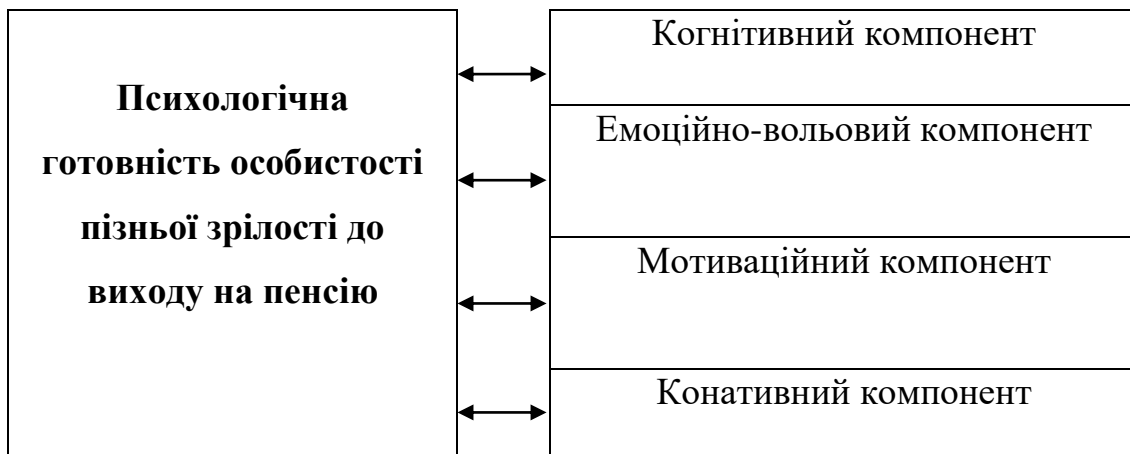 Психологічна
готовність особистості
пізньої зрілості до
виходу на пенсію
Когнітивний компонент
Емоційно-вольовий компонент
Мотиваційний компонент
Конативний компонент